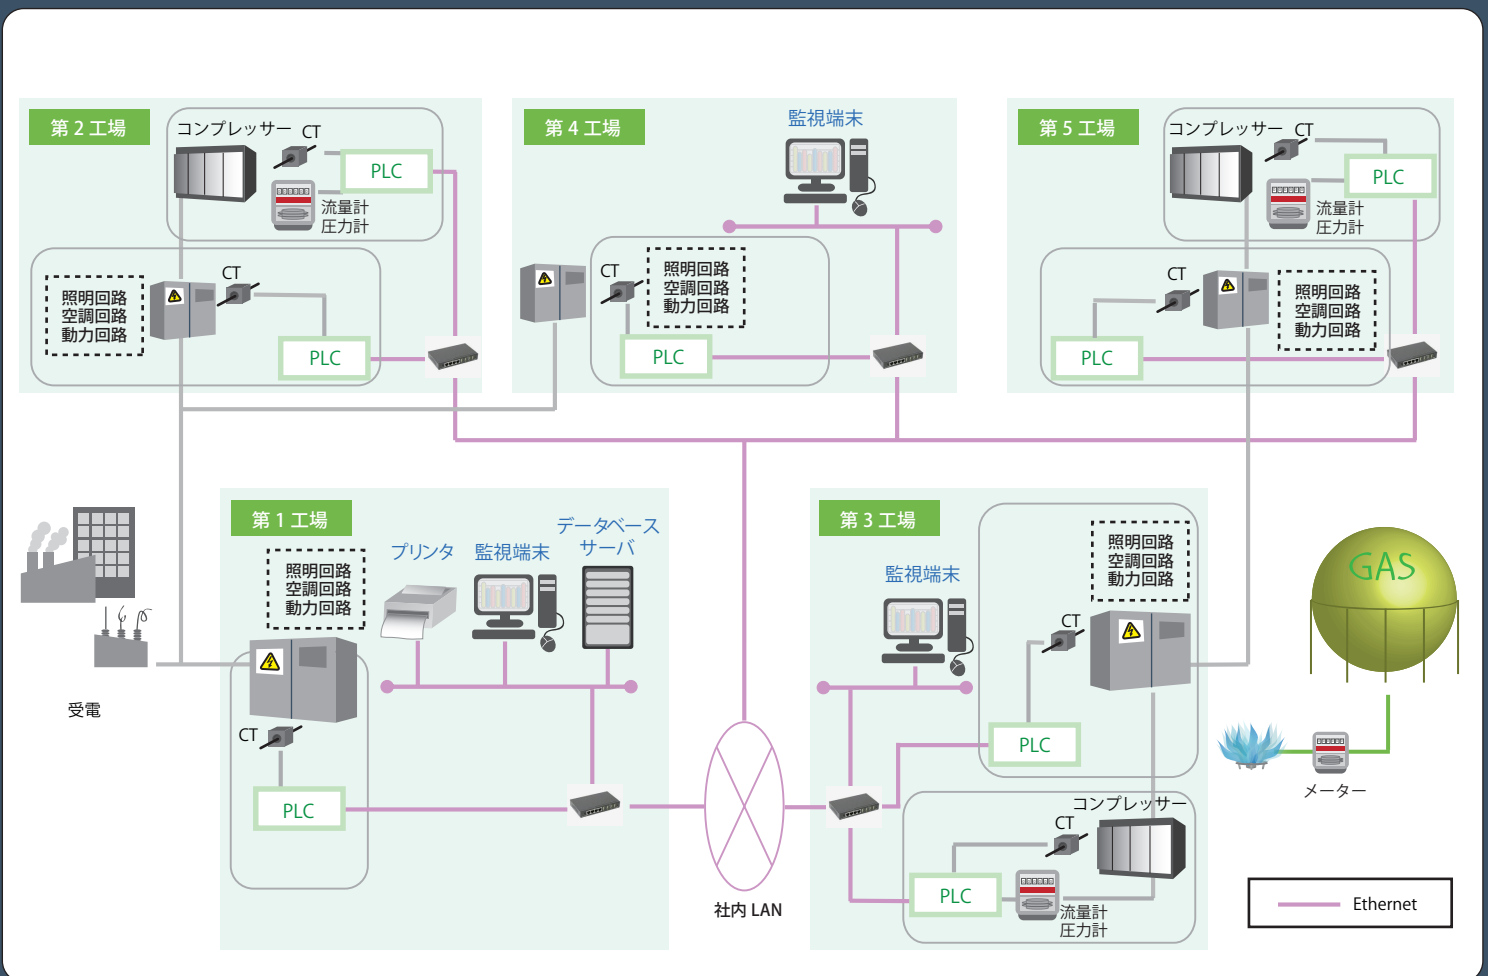 第 2 工場
コンプレッサー
CT
PLC
流量計
圧力計
CT
照明回路
空調回路
動力回路
PLC
第 4 工場
監視端末
CT
照明回路
空調回路
動力回路
PLC
第 5 工場
コンプレッサー
CT
PLC
流量計
圧力計
CT
照明回路
空調回路
動力回路
PLC
受電
第 1 工場
照明回路
空調回路
動力回路
プリンタ
監視端末
データベース
サーバ
CT
PLC
社内 LAN
第 3 工場
監視端末
照明回路
空調回路
動力回路
CT
PLC
コンプレッサー
CT
PLC
流量計
圧力計
GAS
メーター
Ethernet